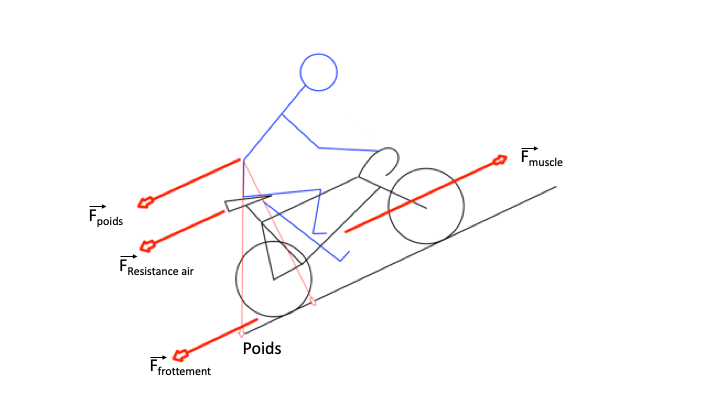 F muscle
F poids
F Resistance air
Poids
F frottement